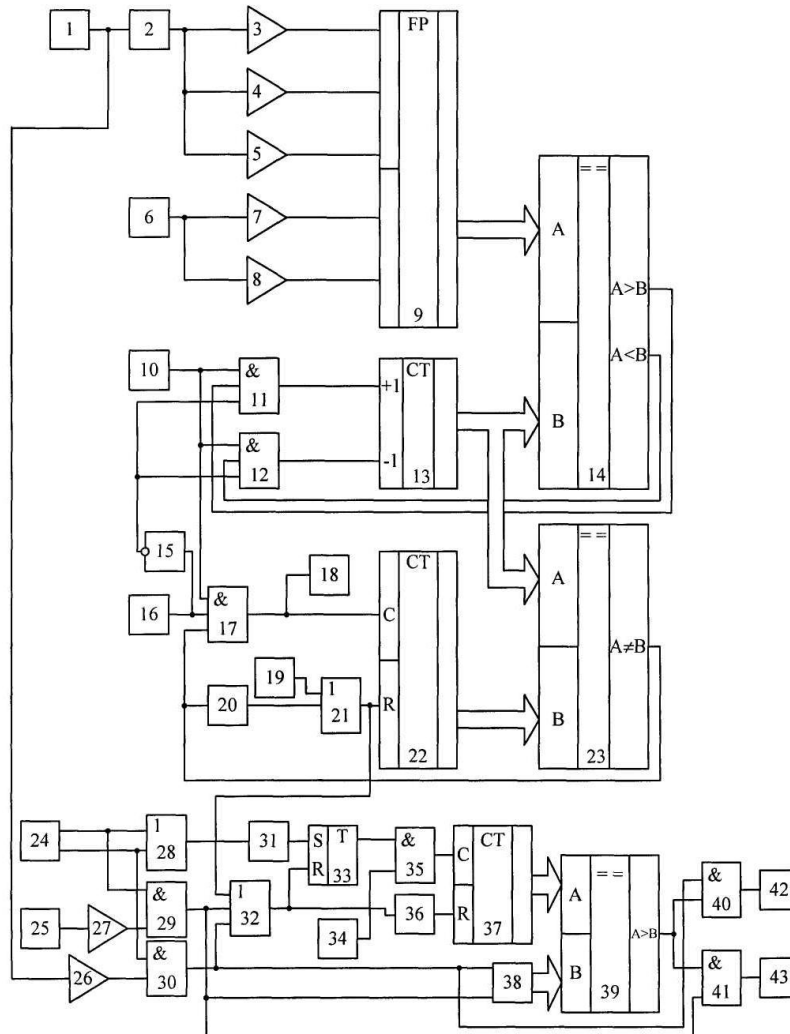 1
2
3
FP
4
5
6
7
8
9
==
A
A>B
A<B
B
14
10
&
11
+1
CT
&
12
-1
13
15
16
&
17
18
C
CT
==
A
A≠B
19
20
1
21
R
22
B
23
24
1
28
31
S
T
R
33
&
35
C
CT
R
37
==
A
A>B
B
39
&
40
42
25
27
&
29
1
32
34
36
26
&
30
38
&
41
43